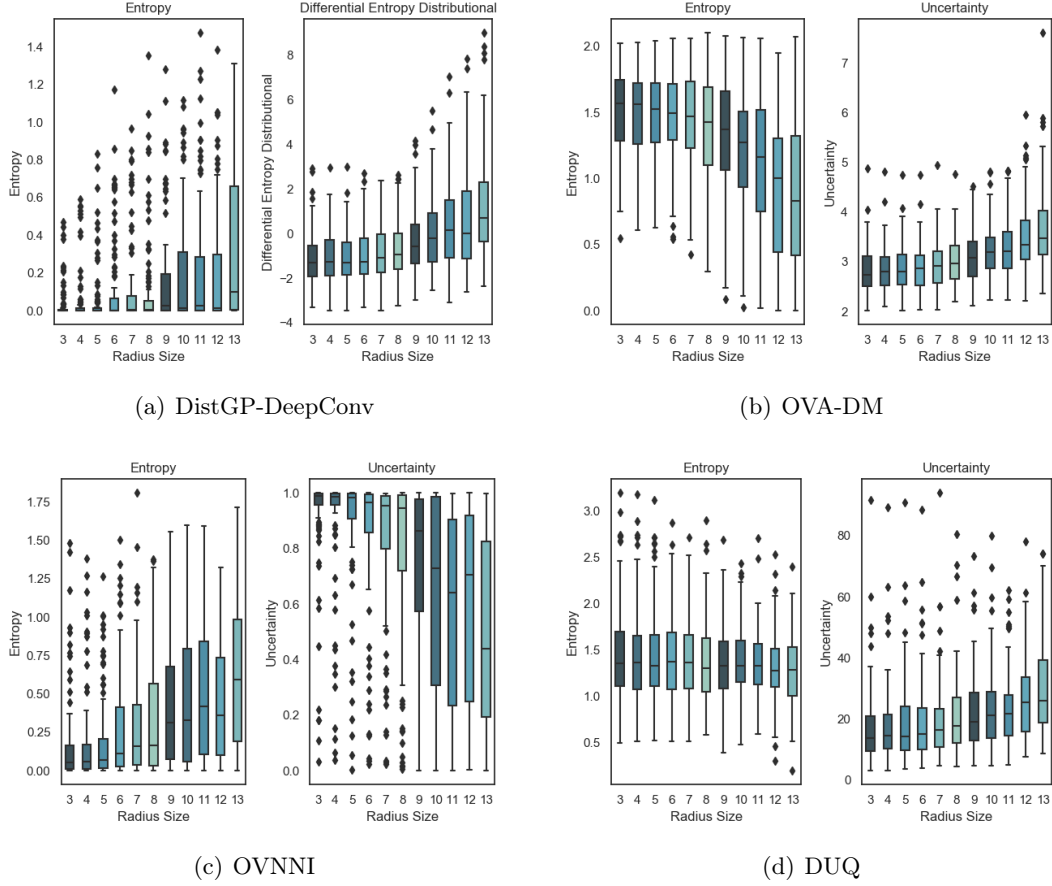 Entropy
Differential Entropy Distributional
Entropy
1.4
1.2
1.0
0.8
0.6
0.4
0.2
0.0
3 4 5 6 7 8 9 10 11 12 13
Radius Size
Differential Entropy Distributional
8
6
4
2
0
−2
−4
3 4 5 6 7 8 9 10 11 12 13
Radius Size
(a) DistGP-DeepConv
Entropy
Uncertainty
Entropy
2.0
1.5
1.0
0.5
0.0
3 4 5 6 7 8 9 10 11 12 13
Radius Size
Uncertainty
7
6
5
4
3
2
3 4 5 6 7 8 9 10 11 12 13
Radius Size
(b) OVA-DM
Entropy
Uncertainty
Entropy
1.75
1.50
1.25
1.00
0.75
0.50
0.25
0.00
3 4 5 6 7 8 9 10 11 12 13
Radius Size
Uncertainty
1.0
0.8
0.6
0.4
0.2
0.0
3 4 5 6 7 8 9 10 11 12 13
Radius Size
(c) OVNNI
Entropy
Uncertainty
Entropy
3.0
2.5
2.0
1.5
1.0
0.5
3 4 5 6 7 8 9 10 11 12 13
Radius Size
Uncertainty
80
60
40
20
0
3 4 5 6 7 8 9 10 11 12 13
Radius Size
(d) DUQ